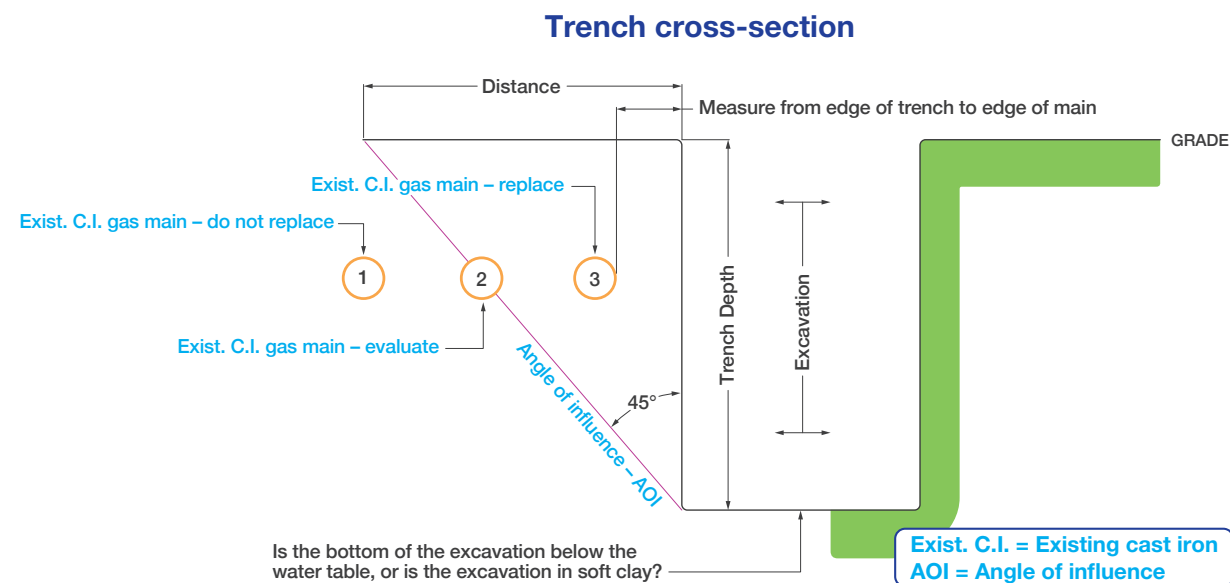 Trench cross-section
Distance
Measure from edge of trench to edge of main
GRADE
Exist. C.I. gas main – replace
Exist. C.I. gas main – do not replace
1
2
3
Exist. C.I. gas main – evaluate
Angle of influence – AOI
45°
Trench Depth
Excavation
Is the bottom of the excavation below the
water table, or is the excavation in soft clay?
Exist. C.I. = Existing cast iron
AOI = Angle of influence